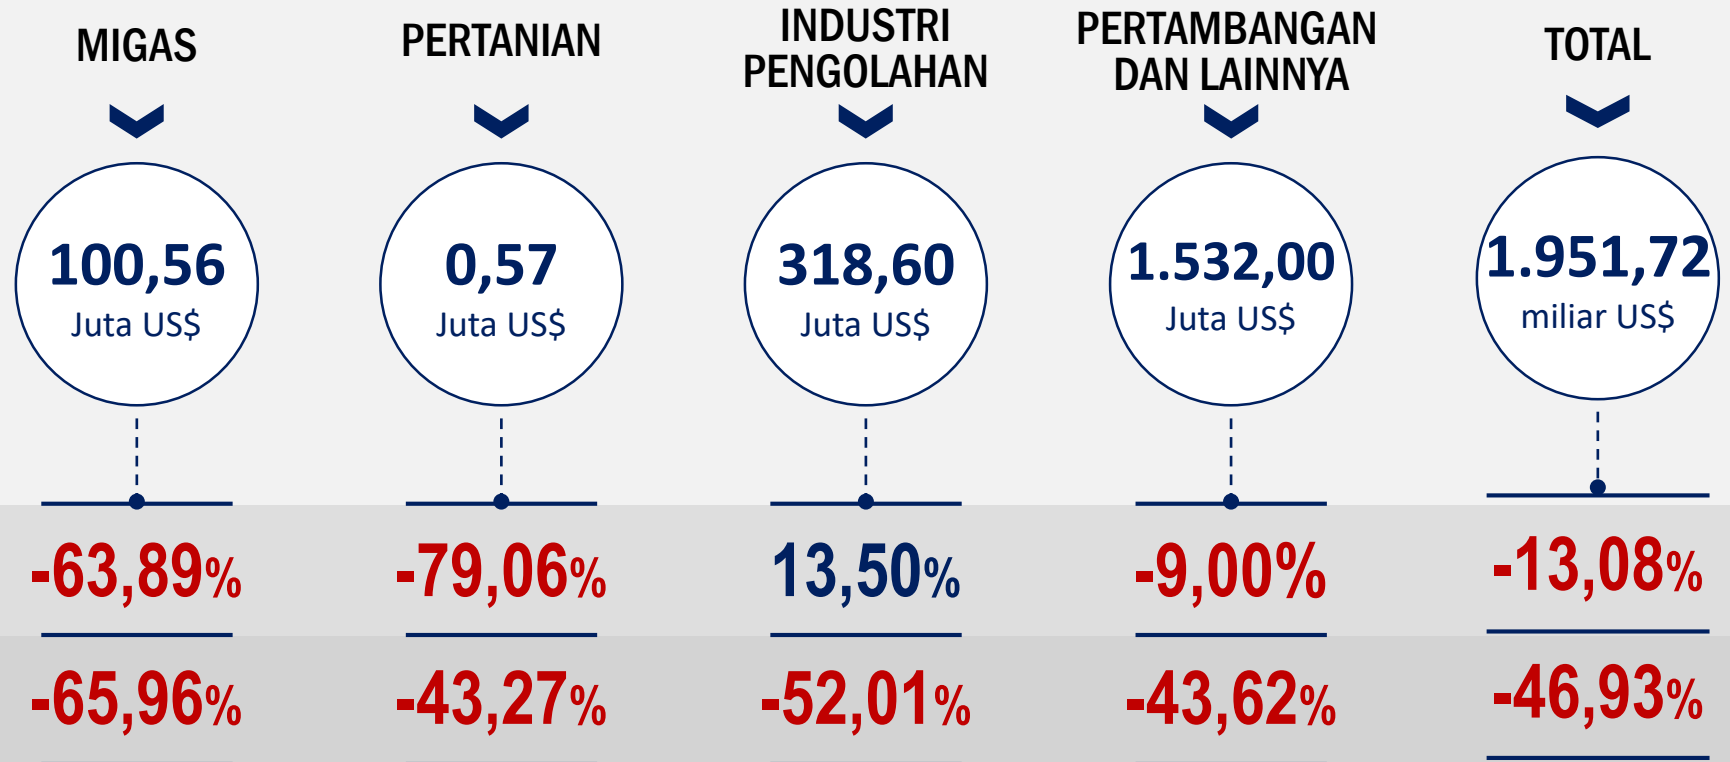 MIGAS
PERTANIAN
INDUSTRI
PENGOLAHAN
PERTAMBANGAN
DAN LAINNYA
TOTAL
100,56
Juta US$
0,57
Juta US$
318,60
Juta US$
1.532,00
Juta US$
1.951,72
miliar US$
-63,89%
-79,06%
13,50%
-9,00%
-13,08%
-65,96%
-43,27%
-52,01%
-43,62%
-46,93%